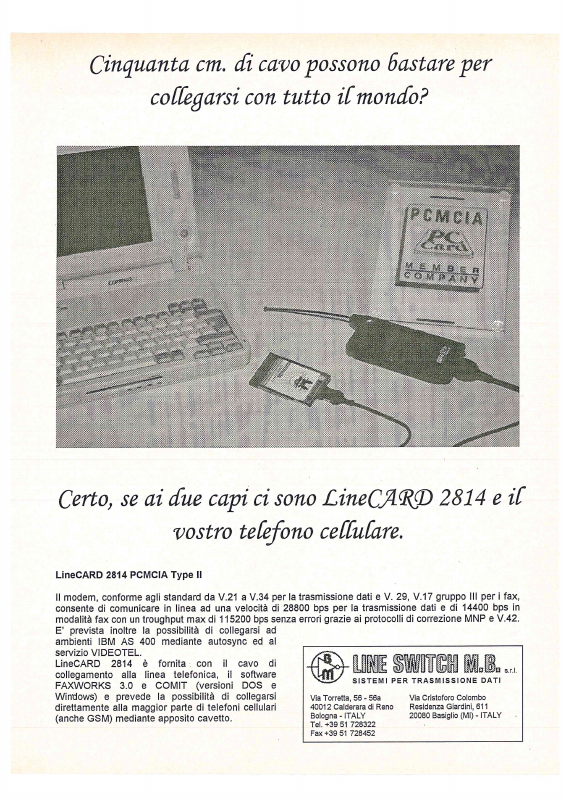 Cinquanta cm. di cavo possono bastare per
collegarsi con tutto il mondo?
PCMCIA
PC
Card
MEMBER
COMPANY
Certo, se ai due capi ci sono LineCARD 2814 e il
vostro telefono cellulare.
LineCARD 2814 PCMCIA Type II
Il modem, conforme agli standard da V.21 a V.34 per la trasmissione dati e V. 29, V.17 gruppo III per i fax,
consente di comunicare in linea ad una velocità di 28800 bps per la trasmissione dati e di 14400 bps in
modalità fax con un troughput max di 115200 bps senza errori grazie ai protocolli di correzione MNP e V.42.
E' prevista inoltre la possibilità di collegarsi ad
ambienti IBM AS 400 mediante autosync ed al
servizio VIDEOTEL.
LineCARD 2814 è fornita con il cavo di
collegamento alla linea telefonica, il software
FAXWORKS 3.0 e COMIT (versioni DOS e
Windows) e prevede la possibilità di collegarsi
direttamente alla maggior parte di telefoni cellulari
(anche GSM) mediante apposito cavetto.
LINE SWITCH M.B. s.r.l.
SISTEMI PER TRASMISSIONE DATI
Via Torretta, 56 - 56a
40012 Calderara di Reno
Bologna - ITALY
Tel. +39 51 728322
Fax +39 51 728452
Via Cristoforo Colombo
Residenza Giardini, 611
20080 Basiglio (MI) - ITALY